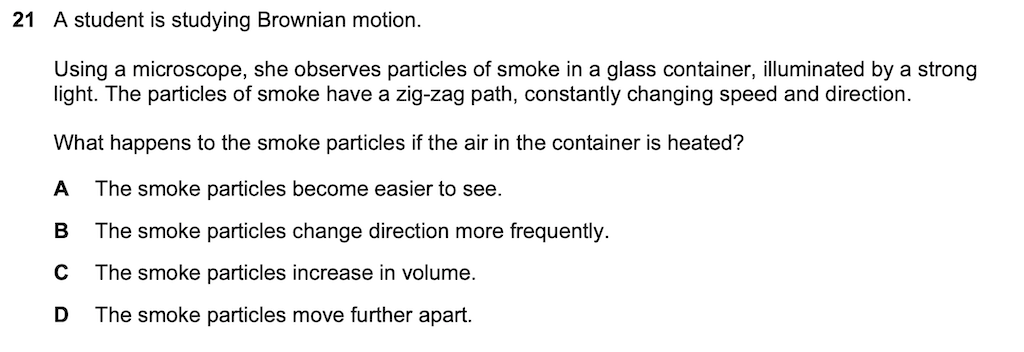 21 A student is studying Brownian motion.
Using a microscope, she observes particles of smoke in a glass container, illuminated by a strong
light. The particles of smoke have a zig-zag path, constantly changing speed and direction.
What happens to the smoke particles if the air in the container is heated?
A The smoke particles become easier to see.
B The smoke particles change direction more frequently.
C The smoke particles increase in volume.
D The smoke particles move further apart.